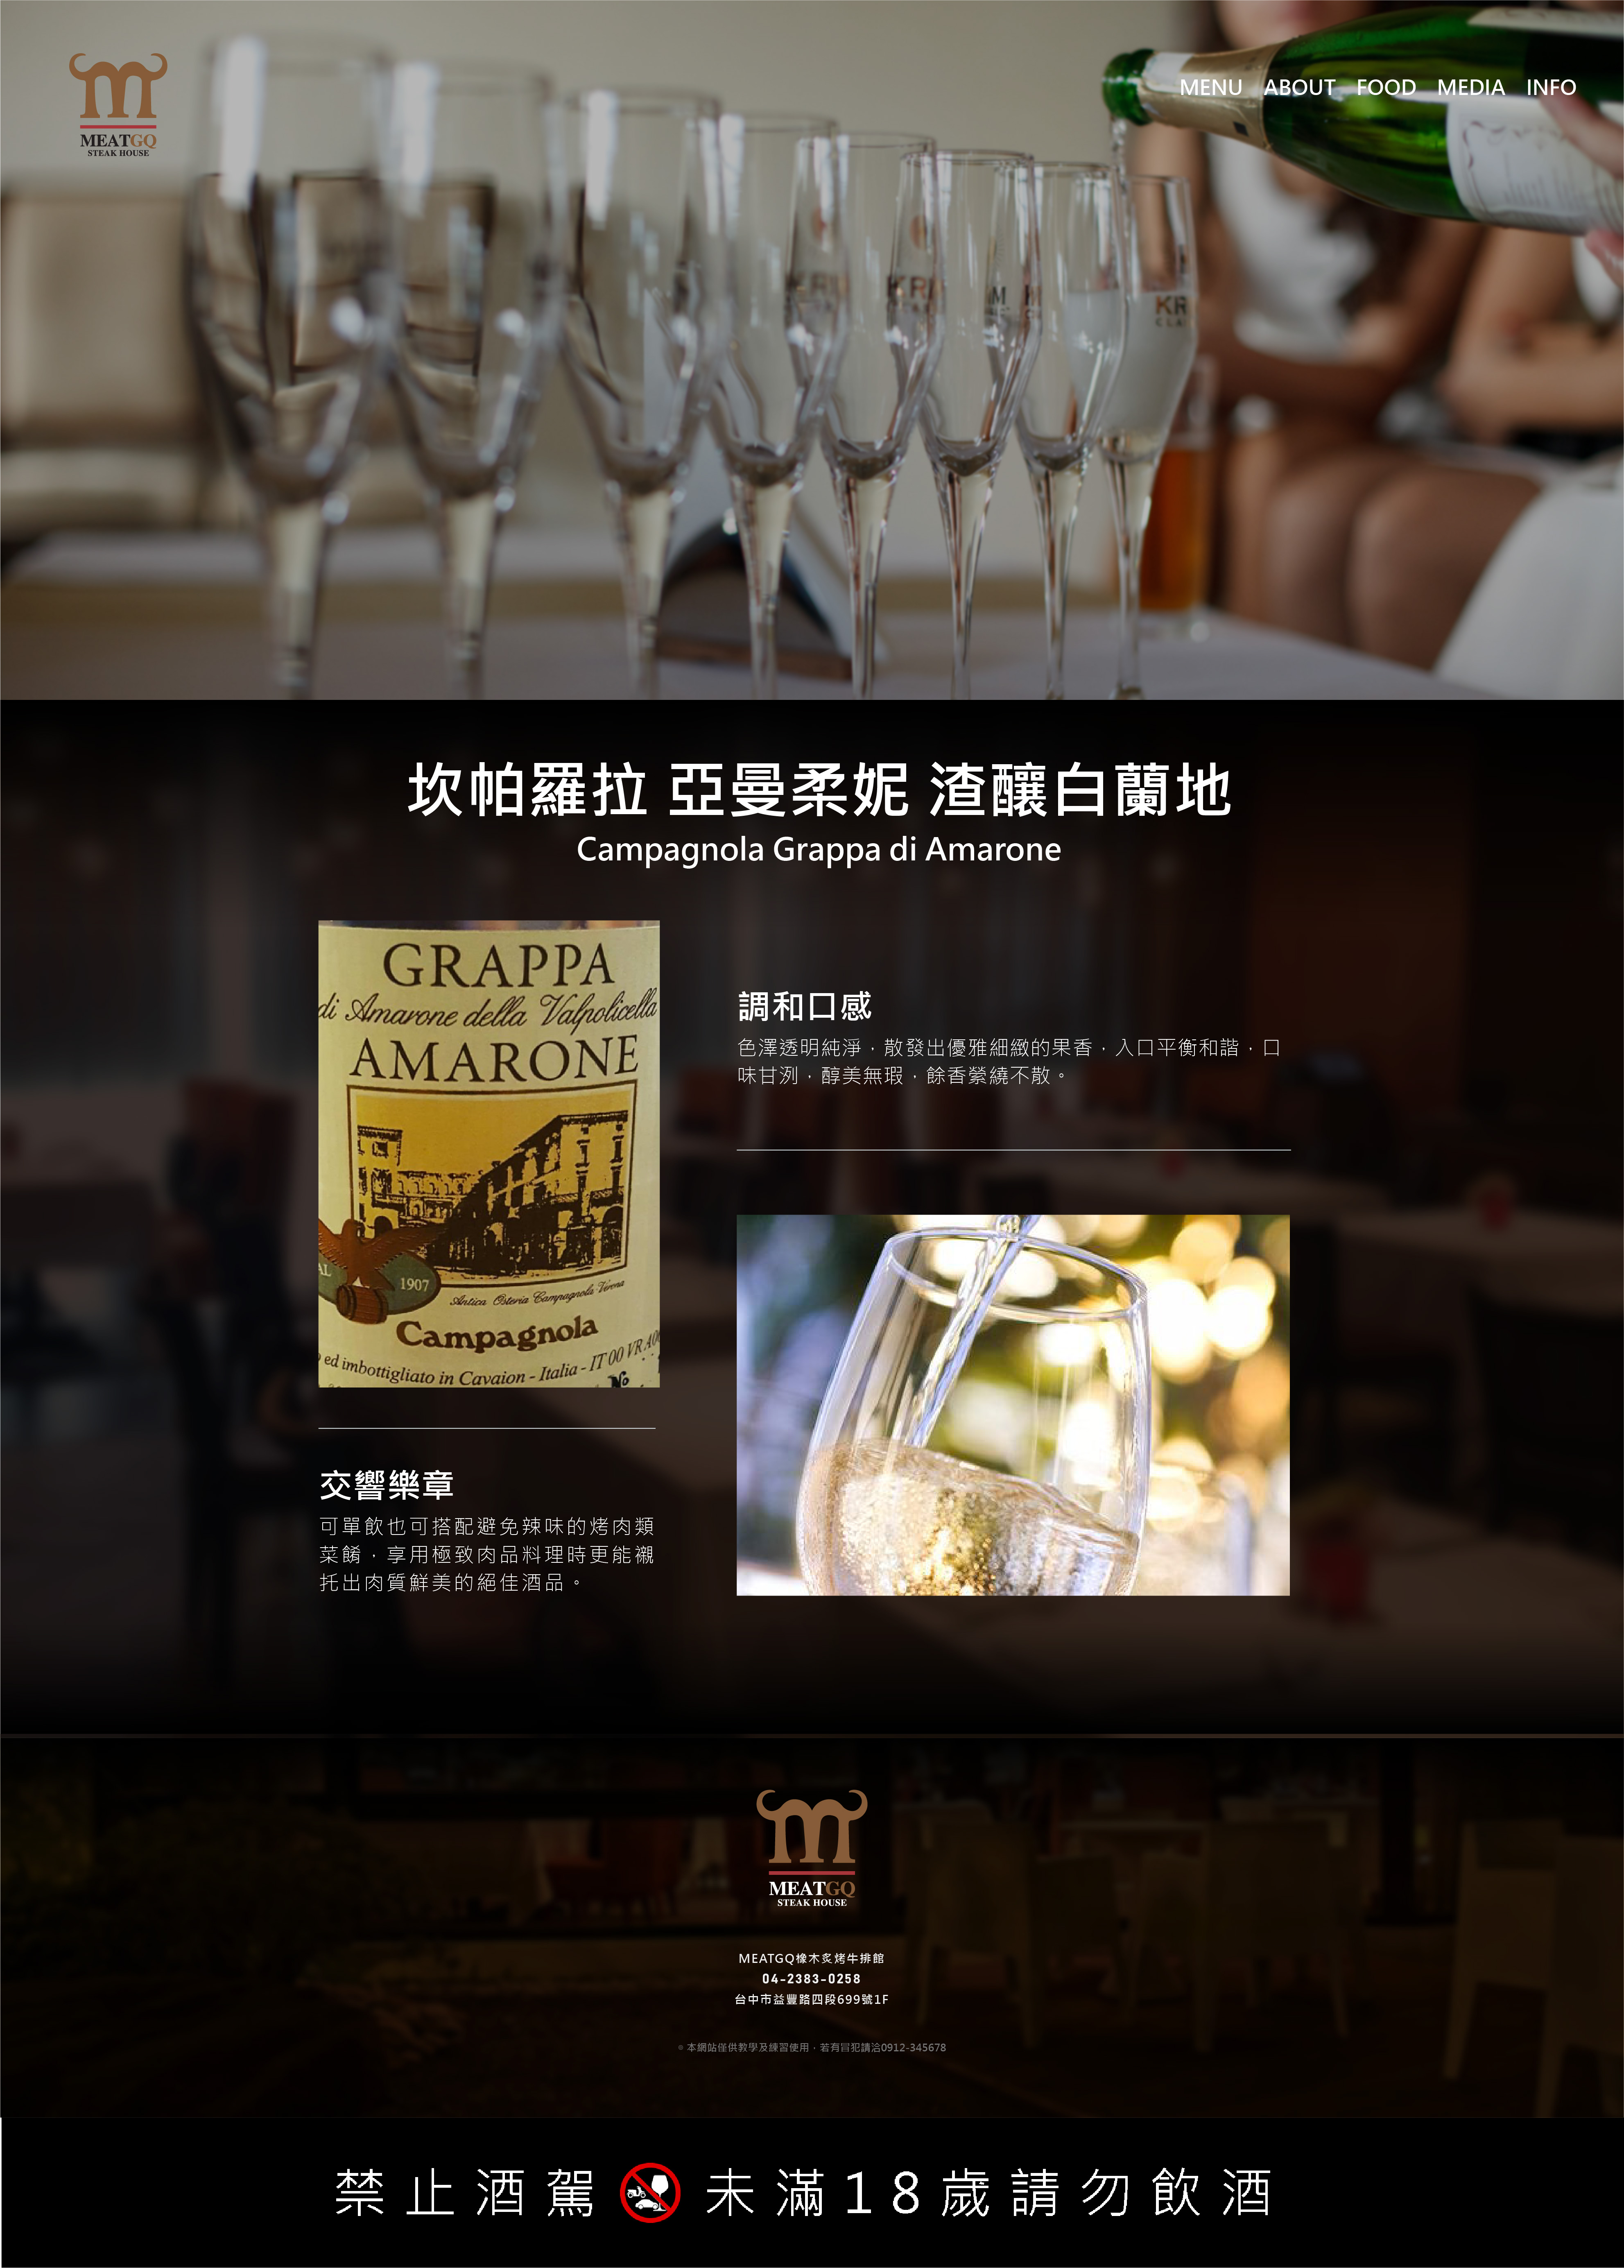 MEATGQ
STEAK HOUSE
MENU ABOUT FOOD MEDIA INFO
KR
坎帕羅拉 亞曼柔妮 渣釀白蘭地
Campagnola Grappa di Amarone
GRAPPA
di Amarone della Valpolicella
AMARONE
1907
Antica Osteria Campagnola Verona
Campagnola
ed imbottigliato in Cavaion - Italia - IT 00 VR A0
No
調和口感
色澤透明純淨，散發出優雅細緻的果香，入口平衡和諧，口
味甘洌，醇美無瑕，餘香縈繞不散。
交響樂章
可單飲也可搭配避免辣味的烤肉類
菜餚，享用極致肉品料理時更能襯
托出肉質鮮美的絕佳酒品。
MEATGQ
STEAK HOUSE
MEATGQ橡木炙烤牛排館
04-2383-0258
台中市益豐路四段699號1F
。本網站僅供教學及練習使用，若有冒犯請洽0912-345678
禁止酒駕 未滿18歲請勿飲酒